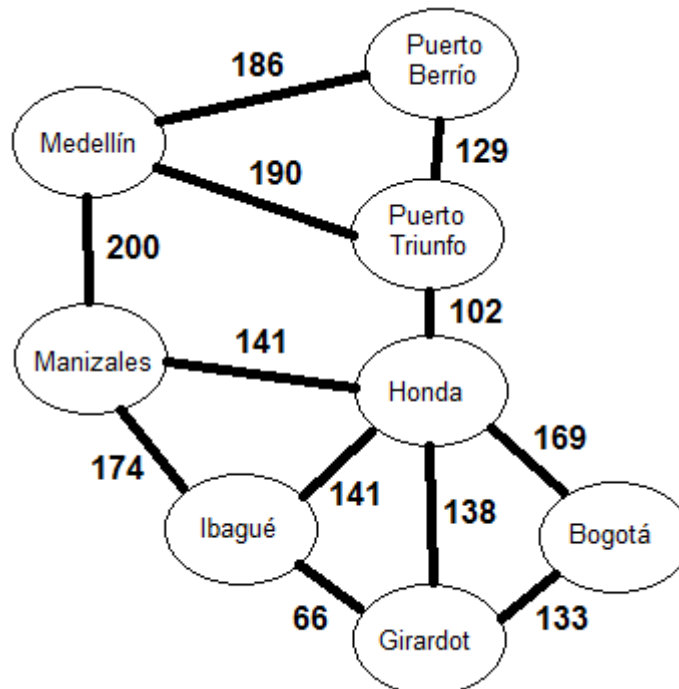 Puerto
Berrío
186
Medellín
129
190
Puerto
Triunfo
200
102
Manizales
141
Honda
169
174
141
138
Ibagué
Bogotá
66
133
Girardot